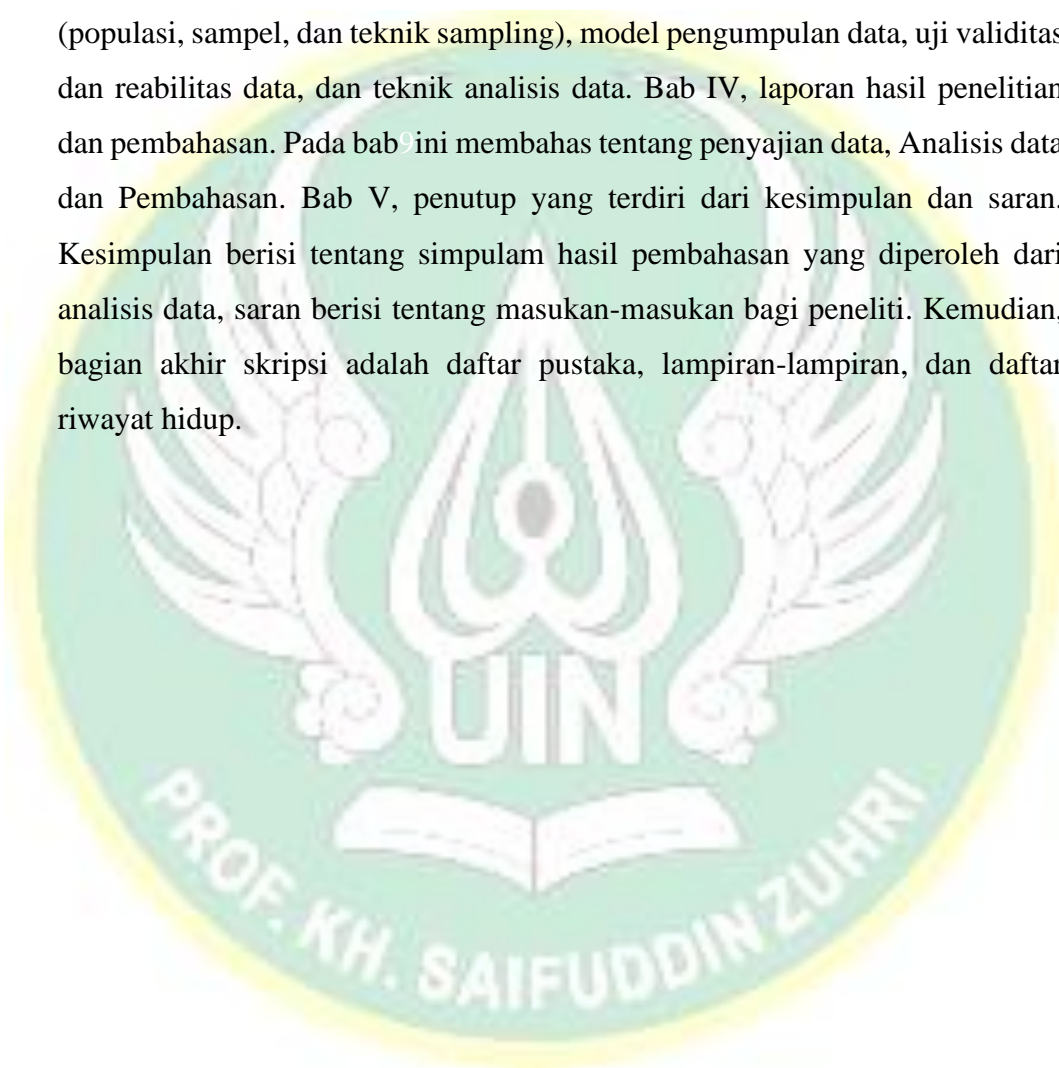 (populasi, sampel, dan teknik sampling), model pengumpulan data, uji validitas
dan reabilitas data, dan teknik analisis data. Bab IV, laporan hasil penelitian
dan pembahasan. Pada bab9ini membahas tentang penyajian data, Analisis data
dan Pembahasan. Bab V, penutup yang terdiri dari kesimpulan dan saran.
Kesimpulan berisi tentang simpulam hasil pembahasan yang diperoleh dari
analisis data, saran berisi tentang masukan-masukan bagi peneliti. Kemudian,
bagian akhir skripsi adalah daftar pustaka, lampiran-lampiran, dan daftar
riwayat hidup.
UIN
PROF. KH. SAIFUDDIN ZUHRI